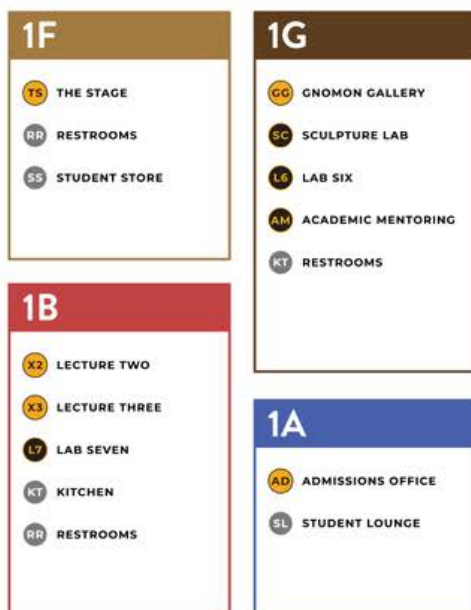 1F
TS THE STAGE
RR RESTROOMS
SS STUDENT STORE
1G
GG GNOMON GALLERY
SC SCULPTURE LAB
L6 LAB SIX
AM ACADEMIC MENTORING
KT RESTROOMS
1B
X2 LECTURE TWO
X3 LECTURE THREE
L7 LAB SEVEN
KT KITCHEN
RR RESTROOMS
1A
AD ADMISSIONS OFFICE
SL STUDENT LOUNGE